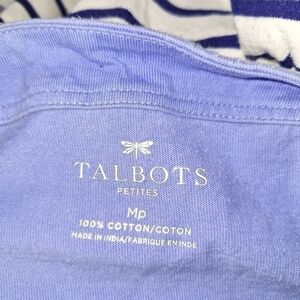 TALBOTS
PETITES
Mp
100% COTTON/COTON
MADE IN INDIA/FABRIQUÉ EN INDE